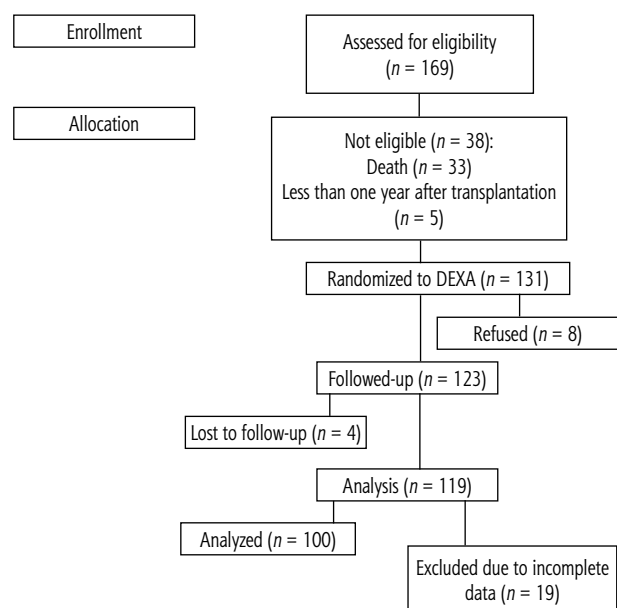 Enrollment
Assessed for eligibility
(n = 169)
Allocation
Not eligible (n = 38):
Death (n = 33)
Less than one year after transplantation
(n = 5)
Randomized to DEXA (n = 131)
Refused (n = 8)
Followed-up (n = 123)
Lost to follow-up (n = 4)
Analysis (n = 119)
Analyzed (n = 100)
Excluded due to incomplete
data (n = 19)